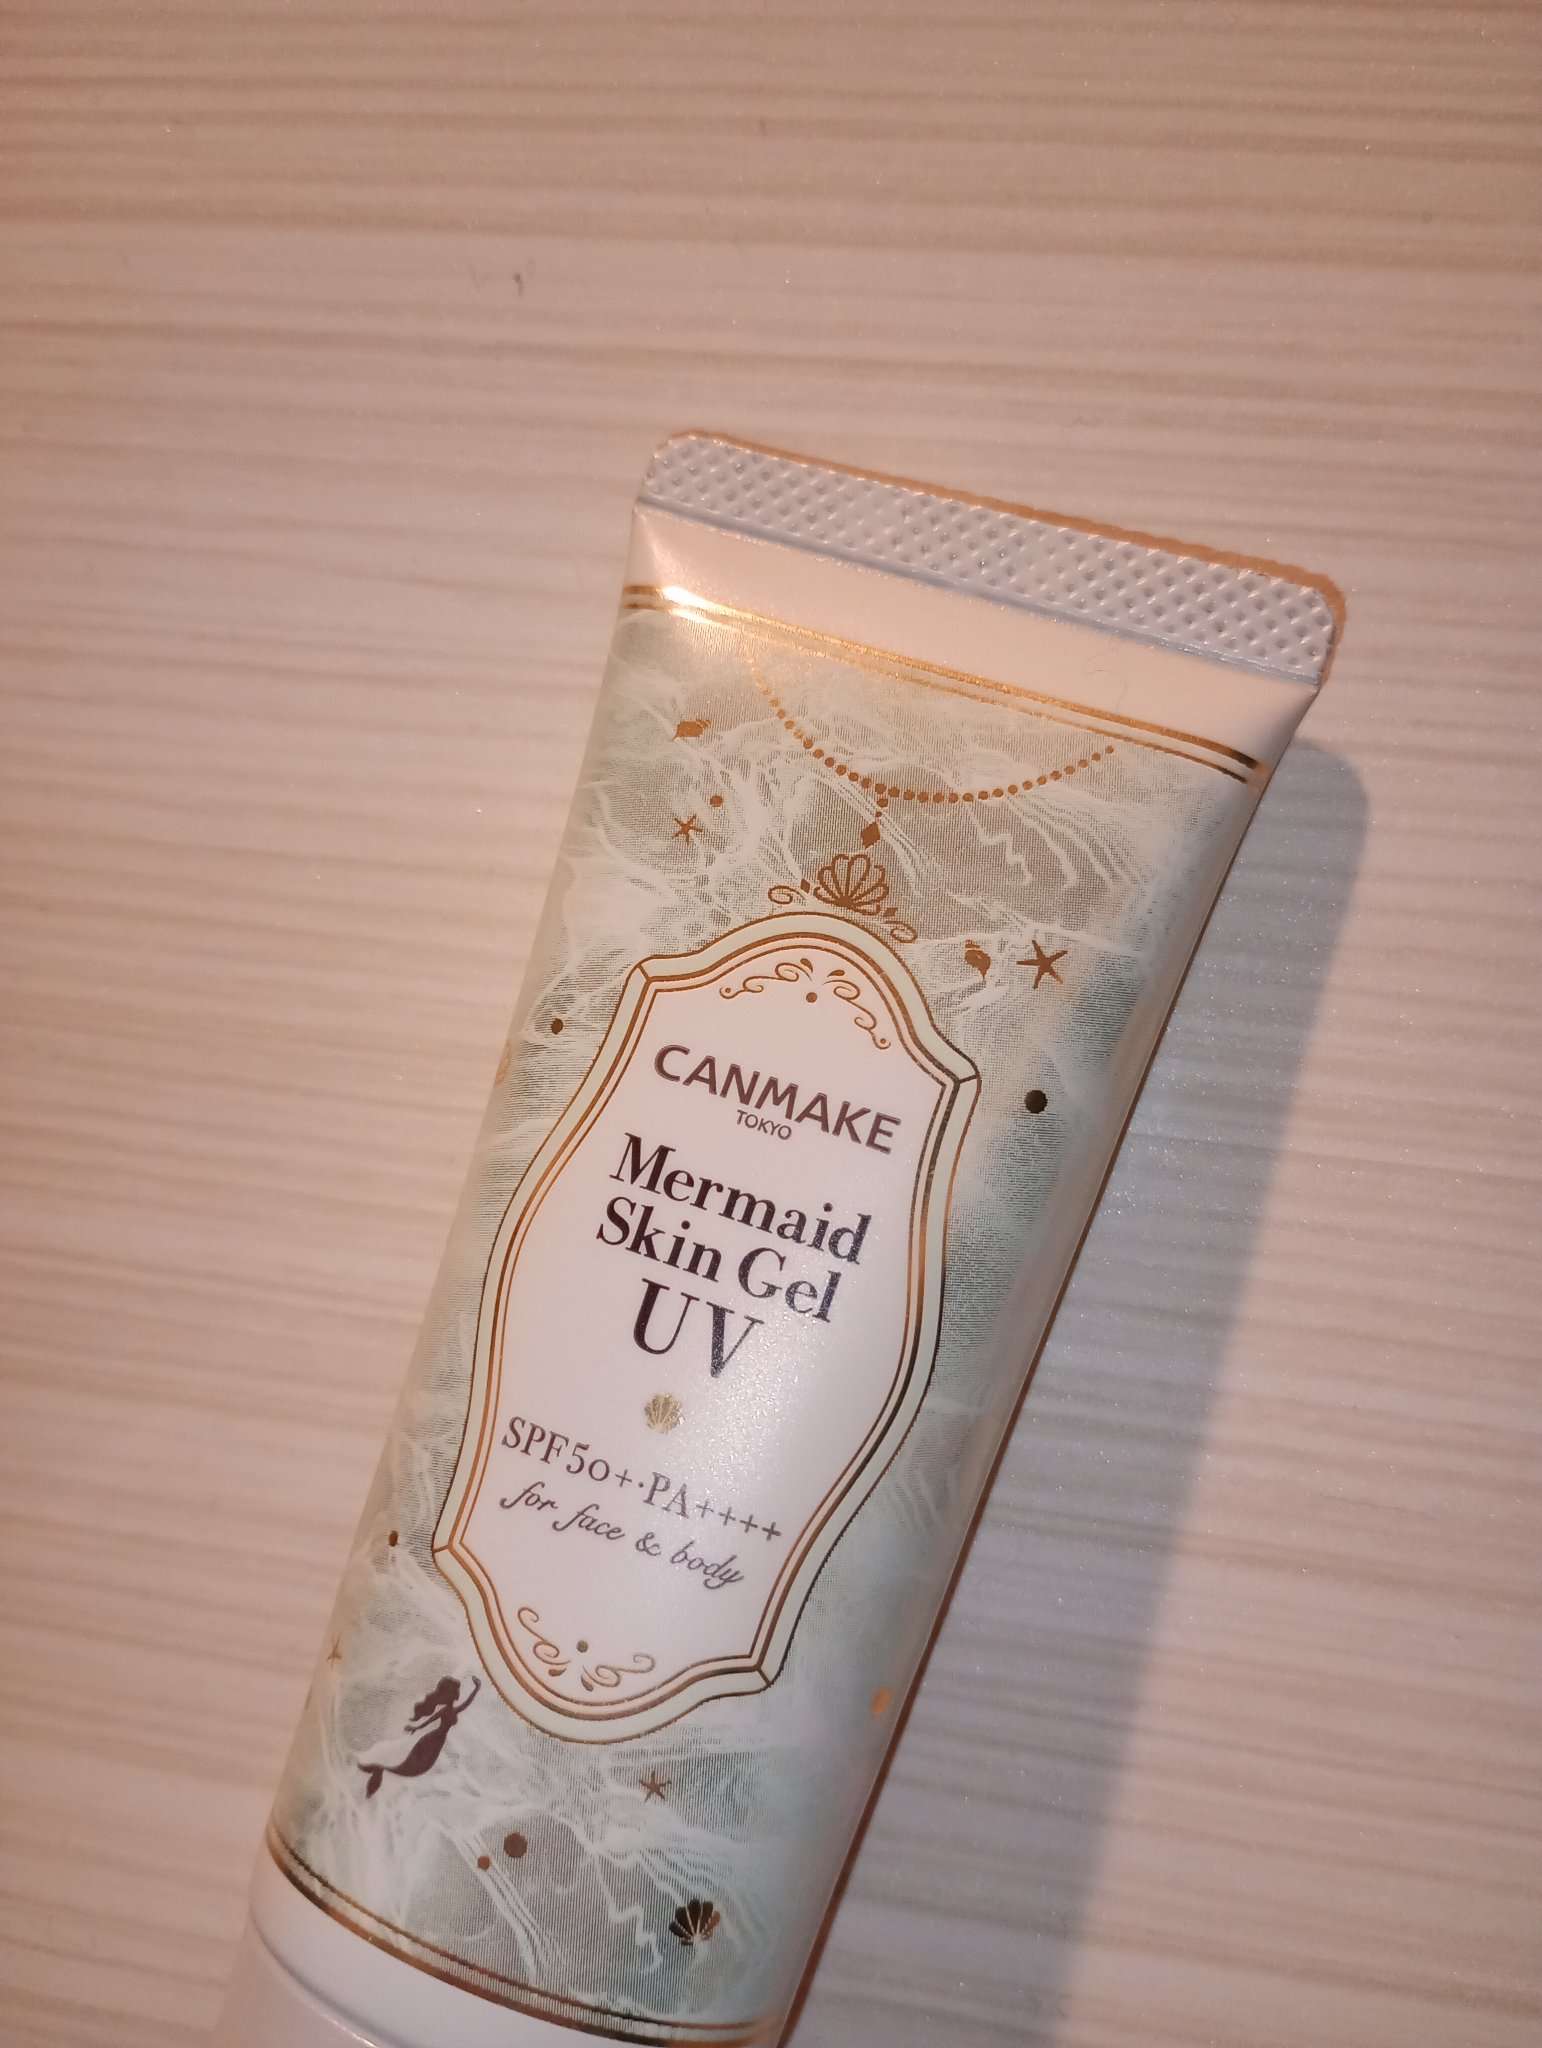 CANMAKE
TOKYO
Mermaid
Skin Gel
UV
SPF50+·PA++++
for face & body